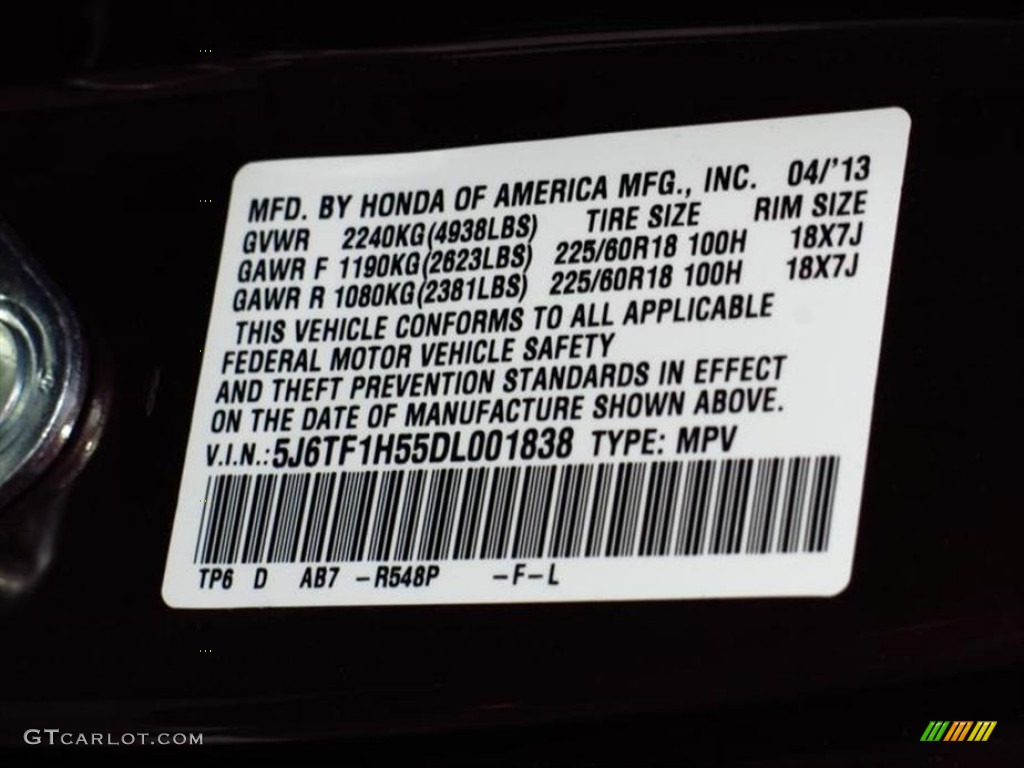 MFD. BY HONDA OF AMERICA MFG., INC. 04/'13
GVWR 2240KG(4938LBS) TIRE SIZE RIM SIZE
GAWR F 1190KG(2623LBS) 225/60R18 100H 18X7J
GAWR R 1080KG(2381LBS) 225/60R18 100H 18X7J
THIS VEHICLE CONFORMS TO ALL APPLICABLE
FEDERAL MOTOR VEHICLE SAFETY
AND THEFT PREVENTION STANDARDS IN EFFECT
ON THE DATE OF MANUFACTURE SHOWN ABOVE.
V.I.N.:5J6TF1H55DL001838 TYPE: MPV
TP6 D AB7 -R548P -F-L
GTCARLOT.COM